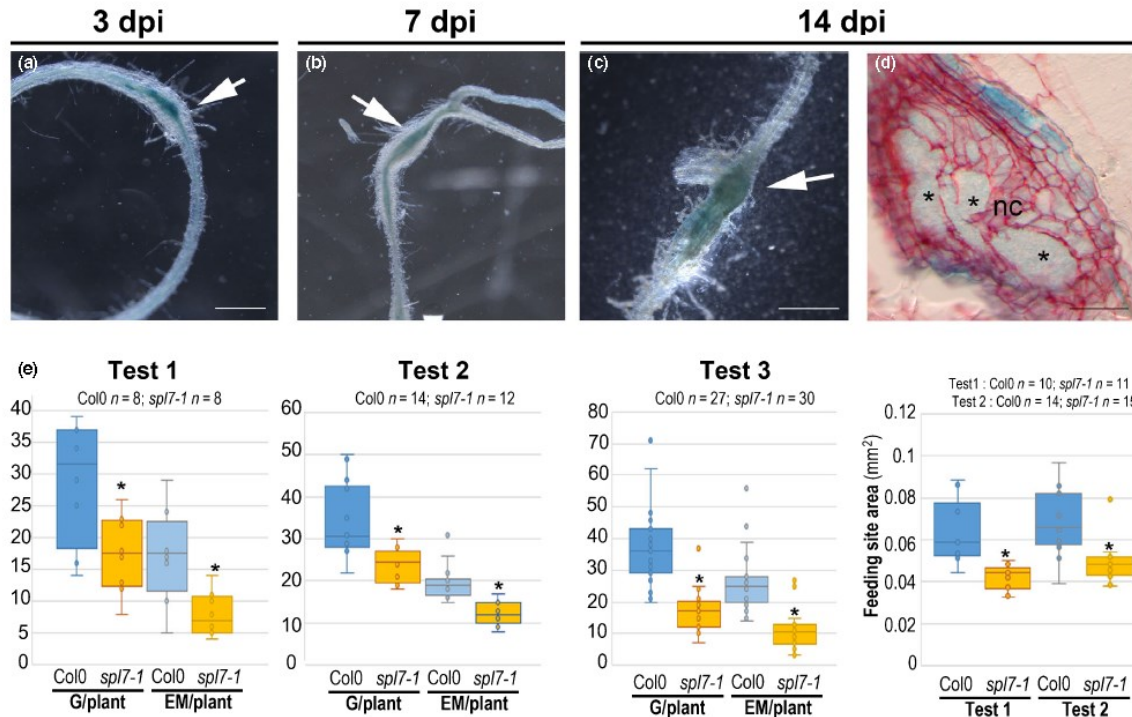 3 dpi
7 dpi
14 dpi
(a)
(b)
(c)
(d)
*
*
nc
*
(e)
Test 1
Col0 n = 8; spl7-1 n = 8
40
35
30
25
20
15
10
5
0
*
*
Col0 spl7-1 Col0 spl7-1
G/plant EM/plant
Test 2
Col0 n = 14; spl7-1 n = 12
60
50
40
30
20
10
0
*
*
Col0 spl7-1 Col0 spl7-1
G/plant EM/plant
Test 3
Col0 n = 27; spl7-1 n = 30
80
70
60
50
40
30
20
10
0
*
*
Col0 spl7-1 Col0 spl7-1
G/plant EM/plant
Test1 : Col0 n = 10; spl7-1 n = 11
Test 2 : Col0 n = 14; spl7-1 n = 15
Feeding site area (mm²)
0.12
0.1
0.08
0.06
0.04
0.02
0
*
*
Col0 spl7-1 Col0 spl7-1
Test 1 Test 2